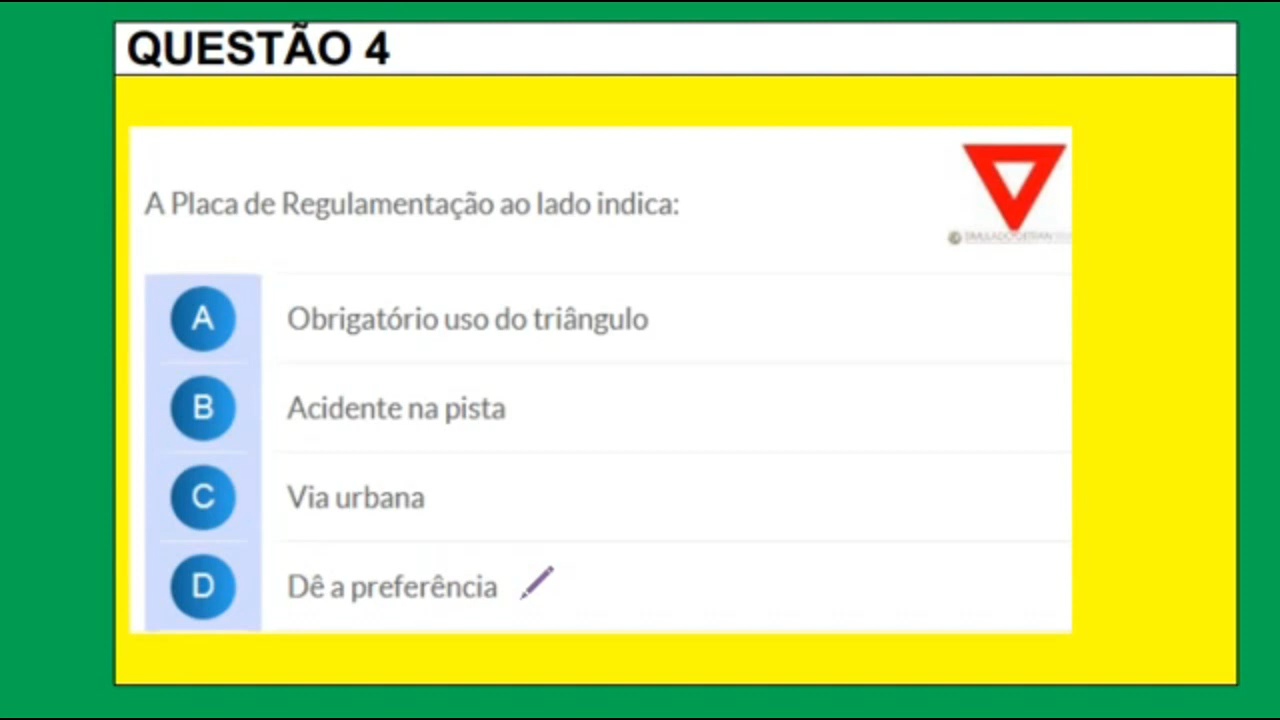 QUESTÃO 4
A Placa de Regulamentação ao lado indica:
A Obrigatório uso do triângulo
B Acidente na pista
C Via urbana
D Dê a preferência